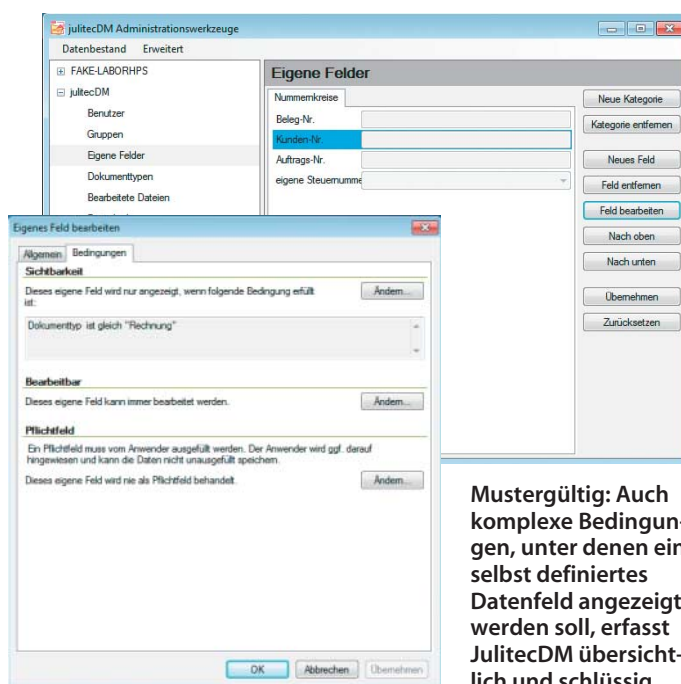 julitecDM Administrationswerkzeuge
Datenbestand Erweitert
FAKE-LABORHPS
julitecDM
Benutzer
Gruppen
Eigene Felder
Dokumenttypen
Bearbeitete Dateien
Eigene Felder
Nummernkreise
Beleg-Nr.
Kunden-Nr.
Auftrags-Nr.
eigene Steuernumme
Neue Kategorie
Kategorie entfernen
Neues Feld
Feld entfernen
Feld bearbeiten
Nach oben
Nach unten
Übernehmen
Zurücksetzen
Eigenes Feld bearbeiten
Allgemein Bedingungen
Sichtbarkeit
Dieses eigene Feld wird nur angezeigt, wenn folgende Bedingung erfüllt
ist:
Ändern...
Dokumenttyp ist gleich "Rechnung"
Bearbeitbar
Dieses eigene Feld kann immer bearbeitet werden.
Ändern...
Pflichtfeld
Ein Pflichtfeld muss vom Anwender ausgefüllt werden. Der Anwender wird ggf. darauf
hingewiesen und kann die Daten nicht unausgefüllt speichern.
Dieses eigene Feld wird nie als Pflichtfeld behandelt.
Ändern...
OK Abbrechen Übernehmen
Mustergültig: Auch
komplexe Bedingun-
gen, unter denen ein
selbst definiertes
Datenfeld angezeigt
werden soll, erfasst
JulitecDM übersicht-
lich und schlüssig